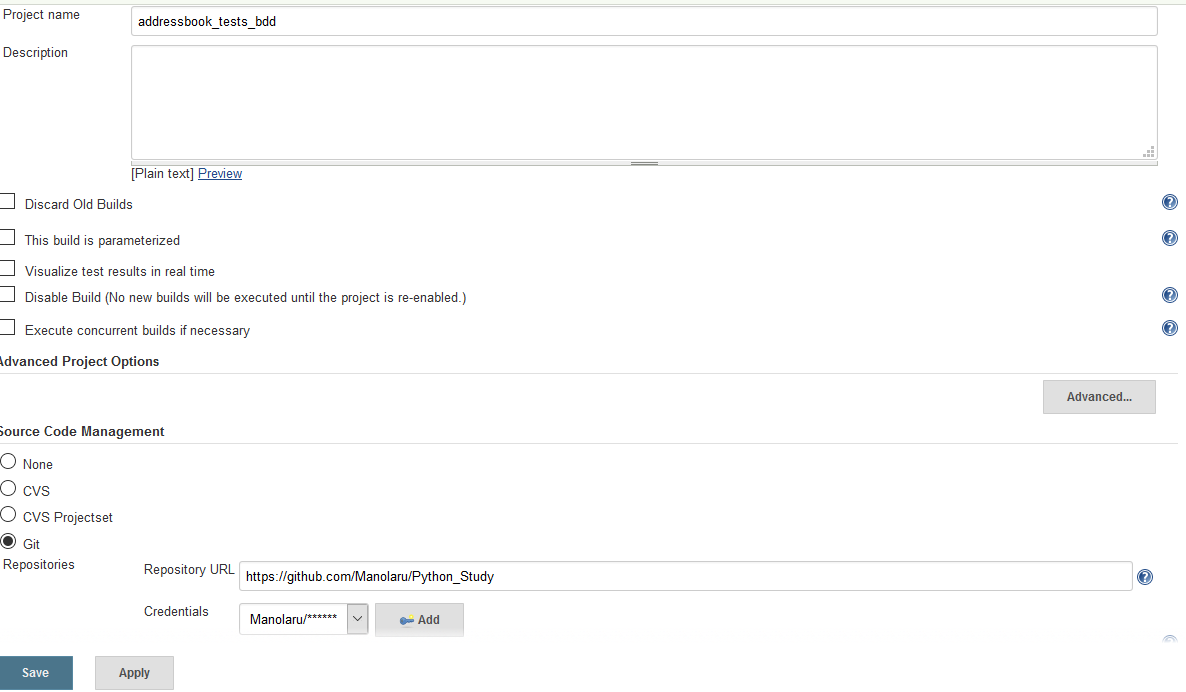 Project name
addressbook_tests_bdd
Description
[Plain text] Preview
Discard Old Builds
This build is parameterized
Visualize test results in real time
Disable Build (No new builds will be executed until the project is re-enabled.)
Execute concurrent builds if necessary
Advanced Project Options
Advanced...
Source Code Management
None
CVS
CVS Projectset
Git
Repositories
Repository URL
https://github.com/Manolaru/Python_Study
Credentials
Manolaru/******
Add
Save
Apply